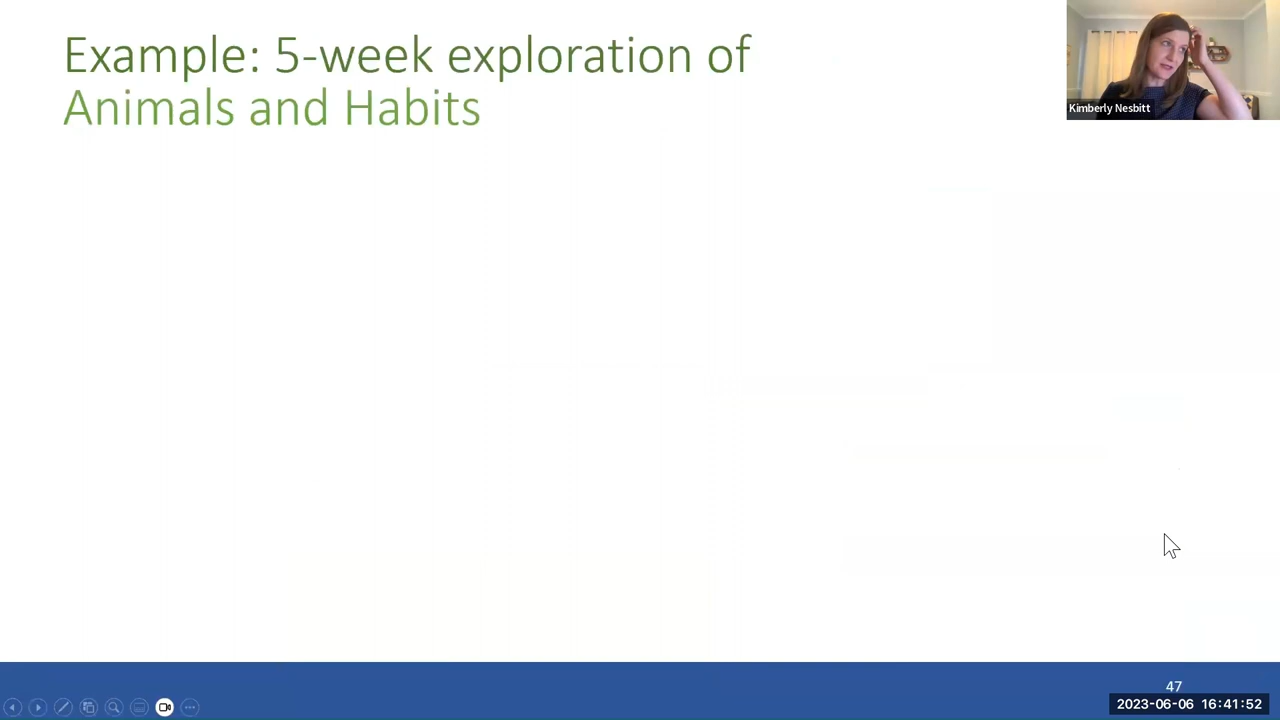 Example: 5-week exploration of
Animals and Habits
Kimberly Nesbitt
47
2023-06-06 16:41:52